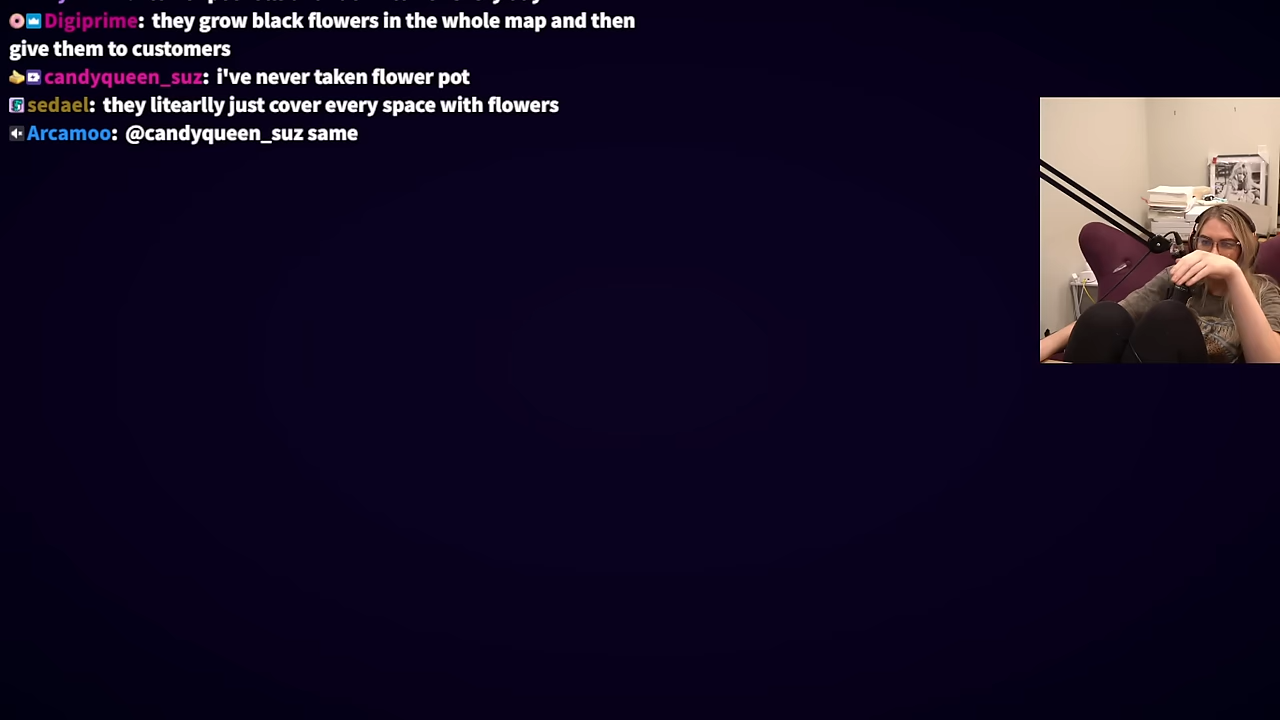 Digiprime: they grow black flowers in the whole map and then
give them to customers
candyqueen_suz: i've never taken flower pot
sedael: they litearlly just cover every space with flowers
Arcamoo: @candyqueen_suz same